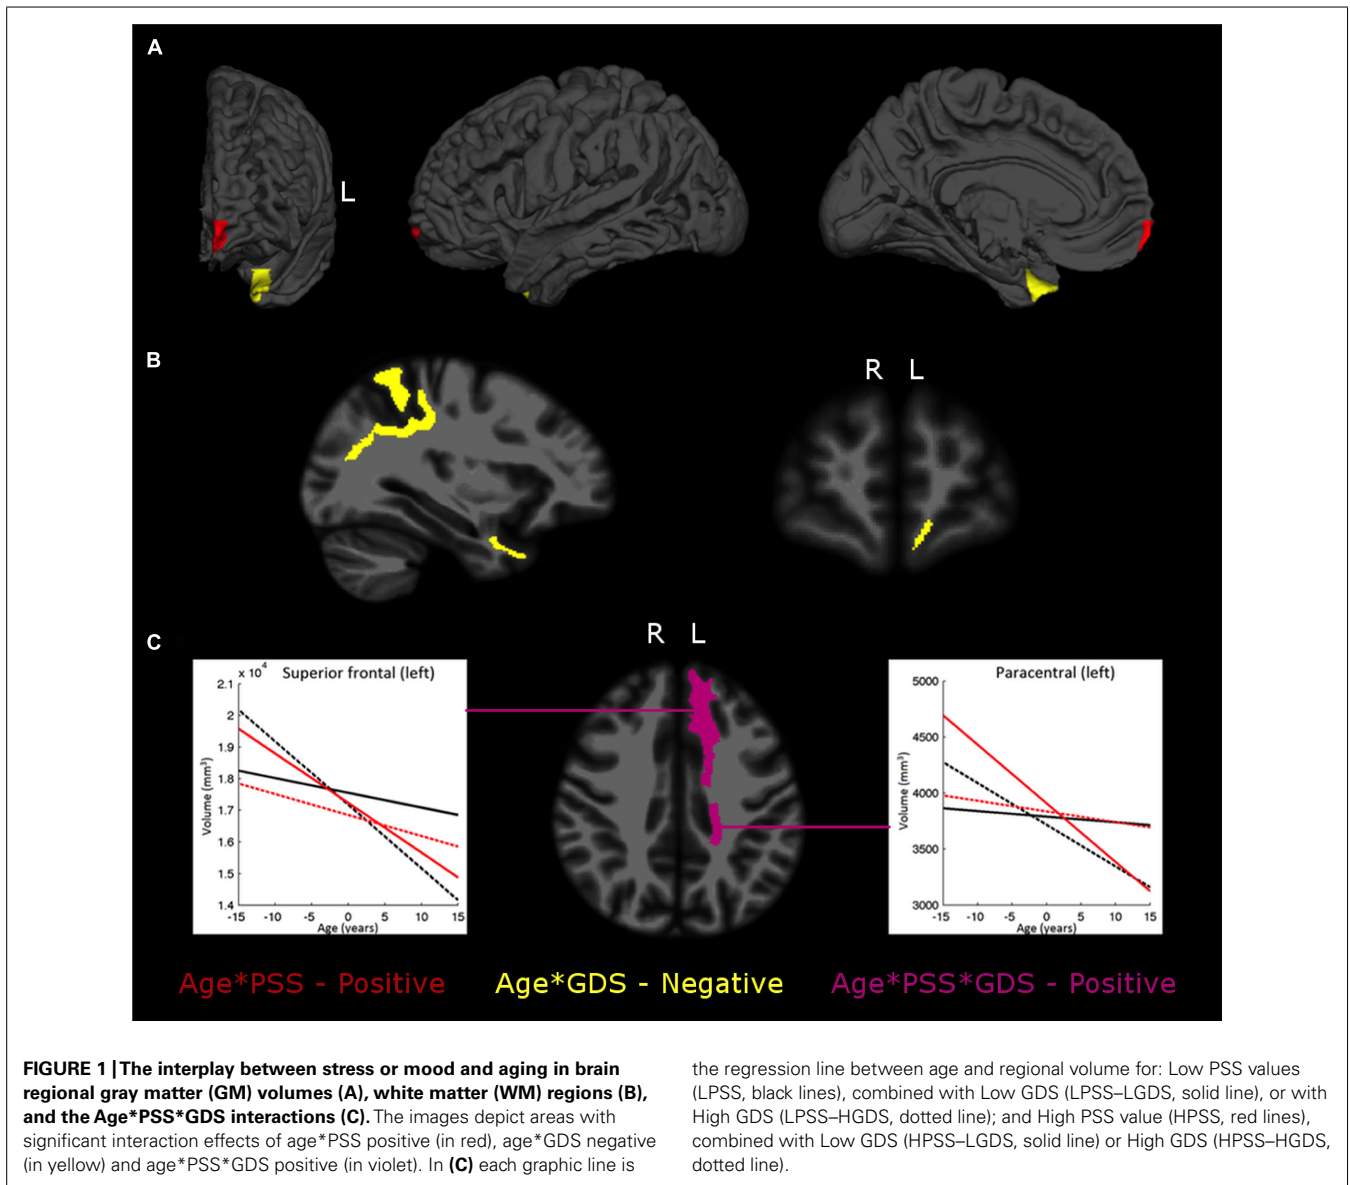 A
L
B
R L
C
R L
x 10⁴
Superior frontal (left)
2.1
2
1.9
1.8
1.7
1.6
1.5
1.4
Volume (mm³)
-15 -10 -5 0 5 10 15
Age (years)
Paracentral (left)
5000
4500
4000
3500
3000
Volume (mm³)
-15 -10 -5 0 5 10 15
Age (years)
Age*PSS - Positive Age*GDS - Negative Age*PSS*GDS - Positive
FIGURE 1 | The interplay between stress or mood and aging in brain
regional gray matter (GM) volumes (A), white matter (WM) regions (B),
and the Age*PSS*GDS interactions (C). The images depict areas with
significant interaction effects of age*PSS positive (in red), age*GDS negative
(in yellow) and age*PSS*GDS positive (in violet). In (C) each graphic line is
the regression line between age and regional volume for: Low PSS values
(LPSS, black lines), combined with Low GDS (LPSS–LGDS, solid line), or with
High GDS (LPSS–HGDS, dotted line); and High PSS value (HPSS, red lines),
combined with Low GDS (HPSS–LGDS, solid line) or High GDS (HPSS–HGDS,
dotted line).